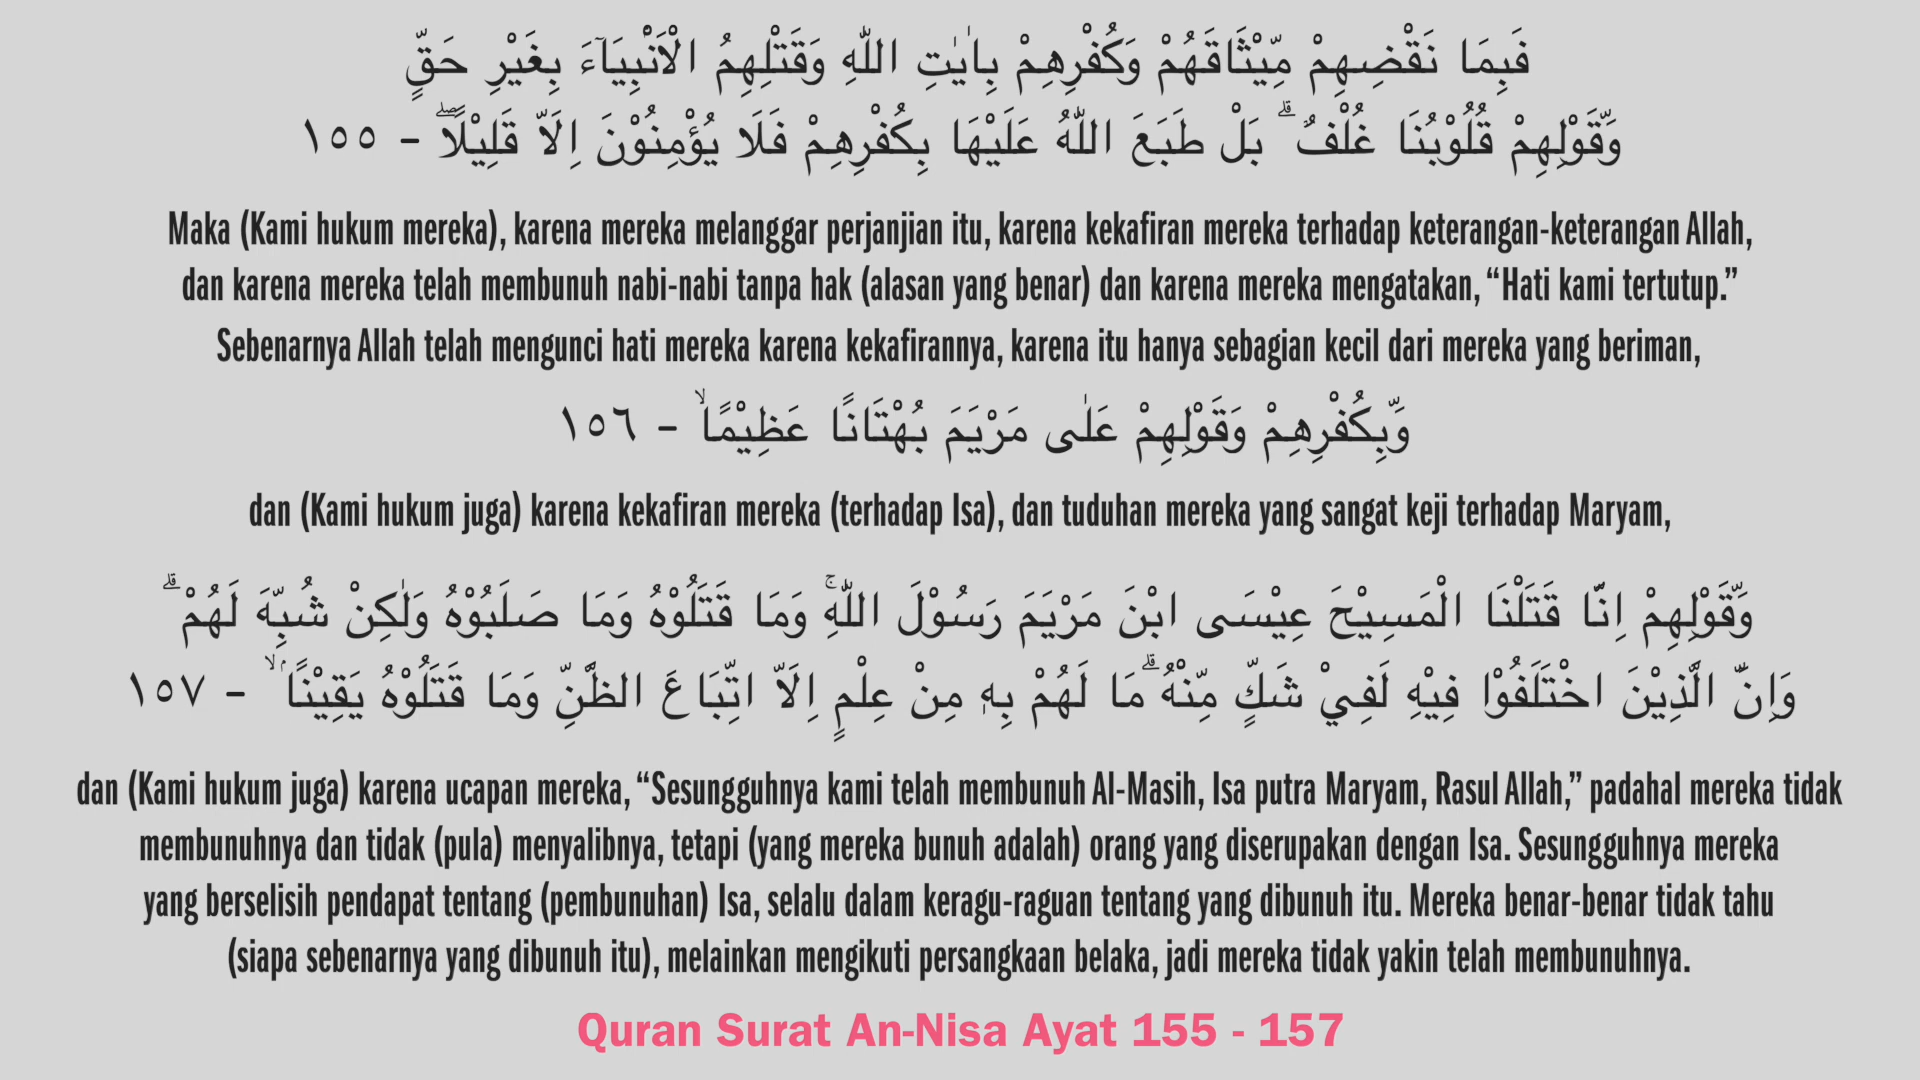 فَبِمَا نَقْضِهِمْ مِّيْثَاقَهُمْ وَكُفْرِهِمْ بِاٰيٰتِ اللّٰهِ وَقَتْلِهِمُ الْاَنْۢبِيَاۤءَ بِغَيْرِ حَقٍّ
وَّقَوْلِهِمْ قُلُوْبُنَا غُلْفٌ ۗ بَلْ طَبَعَ اللّٰهُ عَلَيْهَا بِكُفْرِهِمْ فَلَا يُؤْمِنُوْنَ اِلَّا قَلِيْلًاۖ – ١٥٥
Maka (Kami hukum mereka), karena mereka melanggar perjanjian itu, karena kekafiran mereka terhadap keterangan-keterangan Allah,
dan karena mereka telah membunuh nabi-nabi tanpa hak (alasan yang benar) dan karena mereka mengatakan, “Hati kami tertutup.”
Sebenarnya Allah telah mengunci hati mereka karena kekafirannya, karena itu hanya sebagian kecil dari mereka yang beriman,
وَّبِكُفْرِهِمْ وَقَوْلِهِمْ عَلٰى مَرْيَمَ بُهْتَانًا عَظِيْمًاۙ – ١٥٦
dan (Kami hukum juga) karena kekafiran mereka (terhadap Isa), dan tuduhan mereka yang sangat keji terhadap Maryam,
وَّقَوْلِهِمْ اِنَّا قَتَلْنَا الْمَسِيْحَ عِيْسَى ابْنَ مَرْيَمَ رَسُوْلَ اللّٰهِۚ وَمَا قَتَلُوْهُ وَمَا صَلَبُوْهُ وَلٰكِنْ شُبِّهَ لَهُمْ ۗ
وَاِنَّ الَّذِيْنَ اخْتَلَفُوْا فِيْهِ لَفِيْ شَكٍّ مِّنْهُ ۗمَا لَهُمْ بِهٖ مِنْ عِلْمٍ اِلَّا اتِّبَاعَ الظَّنِّ وَمَا قَتَلُوْهُ يَقِيْنًاۢ ۙ – ١٥٧
dan (Kami hukum juga) karena ucapan mereka, “Sesungguhnya kami telah membunuh Al-Masih, Isa putra Maryam, Rasul Allah,” padahal mereka tidak
membunuhnya dan tidak (pula) menyalibnya, tetapi (yang mereka bunuh adalah) orang yang diserupakan dengan Isa. Sesungguhnya mereka
yang berselisih pendapat tentang (pembunuhan) Isa, selalu dalam keragu-raguan tentang yang dibunuh itu. Mereka benar-benar tidak tahu
(siapa sebenarnya yang dibunuh itu), melainkan mengikuti persangkaan belaka, jadi mereka tidak yakin telah membunuhnya.
Quran Surat An-Nisa Ayat 155 - 157